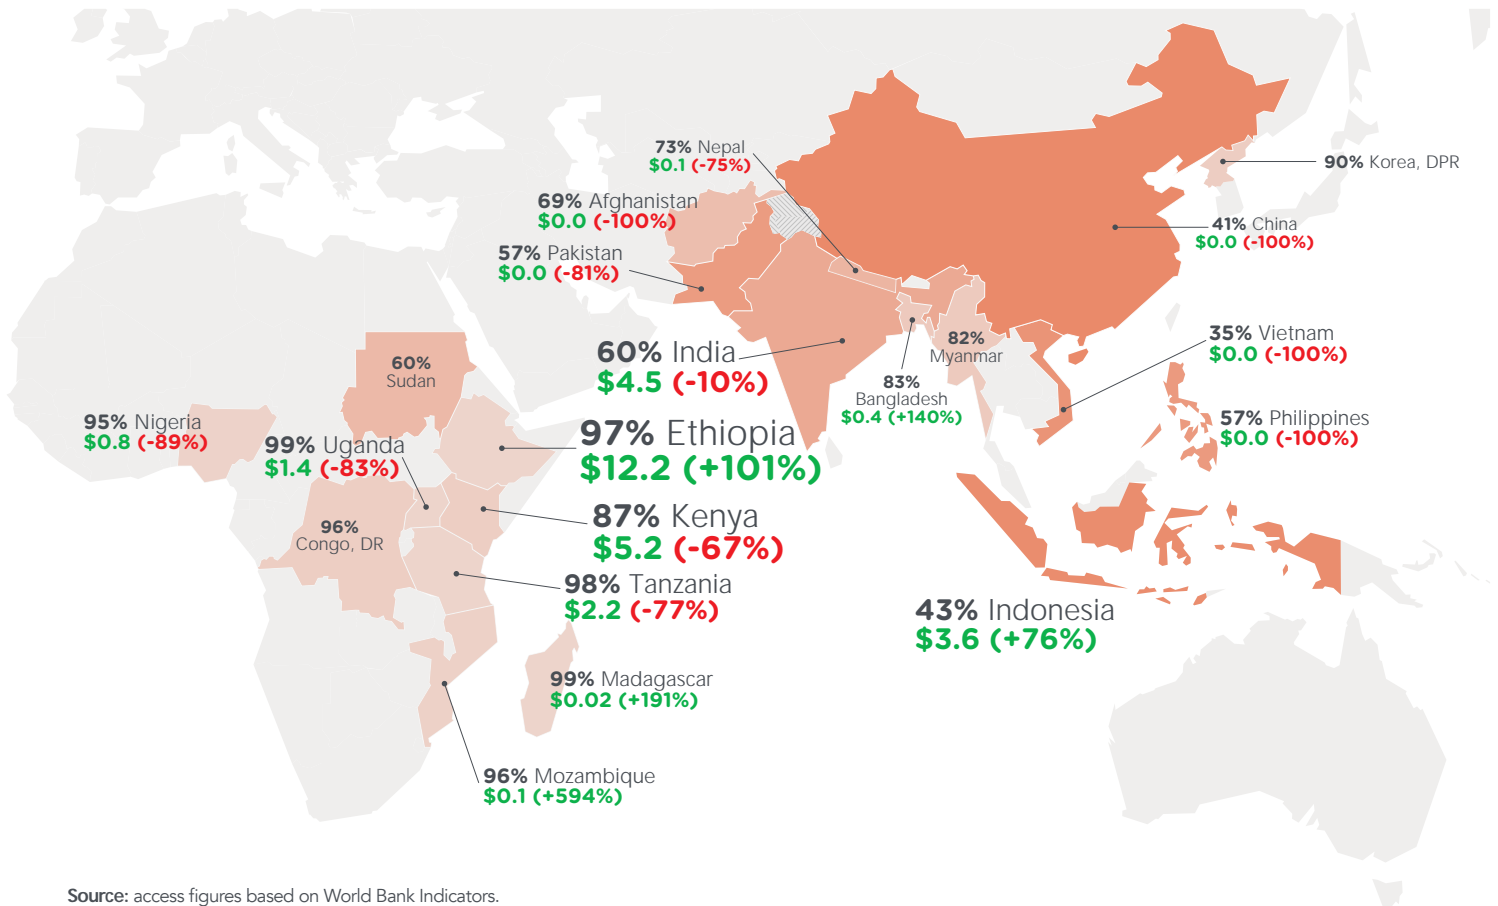 73% Nepal
$0.1 (-75%)
90% Korea, DPR
69% Afghanistan
$0.0 (-100%)
41% China
$0.0 (-100%)
57% Pakistan
$0.0 (-81%)
60% India
$4.5 (-10%)
82%
Myanmar
35% Vietnam
$0.0 (-100%)
60%
Sudan
83%
Bangladesh
$0.4 (+140%)
95% Nigeria
$0.8 (-89%)
99% Uganda
$1.4 (-83%)
97% Ethiopia
$12.2 (+101%)
57% Philippines
$0.0 (-100%)
96%
Congo, DR
87% Kenya
$5.2 (-67%)
98% Tanzania
$2.2 (-77%)
43% Indonesia
$3.6 (+76%)
99% Madagascar
$0.02 (+191%)
96% Mozambique
$0.1 (+594%)
Source: access figures based on World Bank Indicators.